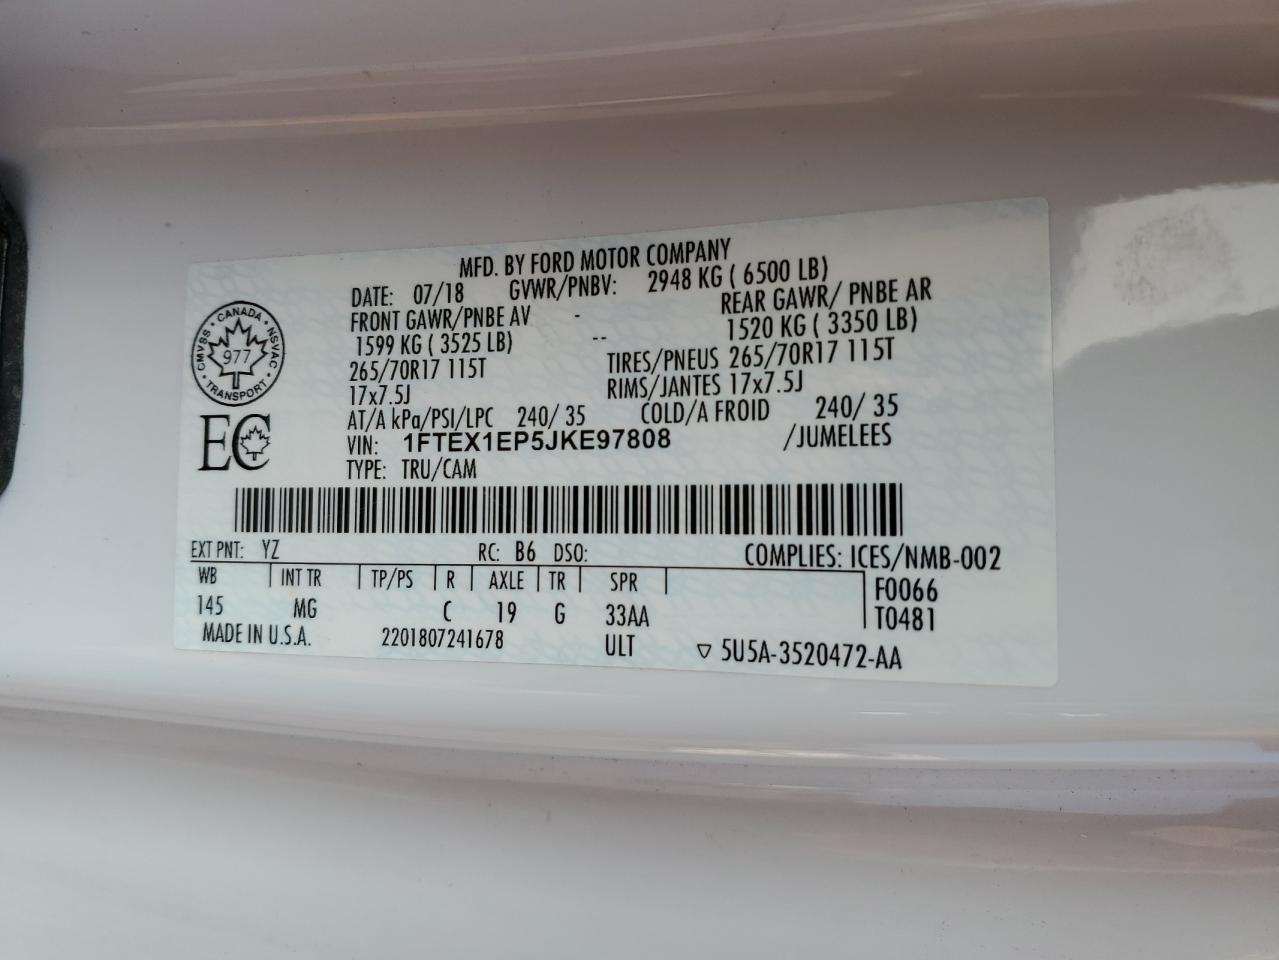 MFD. BY FORD MOTOR COMPANY
DATE: 07/18 GVWR/PNBV: 2948 KG ( 6500 LB)
FRONT GAWR/PNBE AV - REAR GAWR/ PNBE AR
1599 KG ( 3525 LB) -- 1520 KG ( 3350 LB)
265/70R17 115T TIRES/PNEUS 265/70R17 115T
17x7.5J RIMS/JANTES 17x7.5J
AT/A kPa/PSI/LPC 240/ 35 COLD/A FROID 240/ 35
VIN: 1FTEX1EP5JKE97808 /JUMELEES
TYPE: TRU/CAM
CANADA
CMVSS NSVAC
977
TRANSPORT
EC
EXT PNT: YZ RC: B6 DSO: COMPLIES: ICES/NMB-002
WB INT TR TP/PS R AXLE TR SPR F0066
145 MG C 19 G 33AA T0481
MADE IN U.S.A. 2201807241678 ULT ▽ 5U5A-3520472-AA